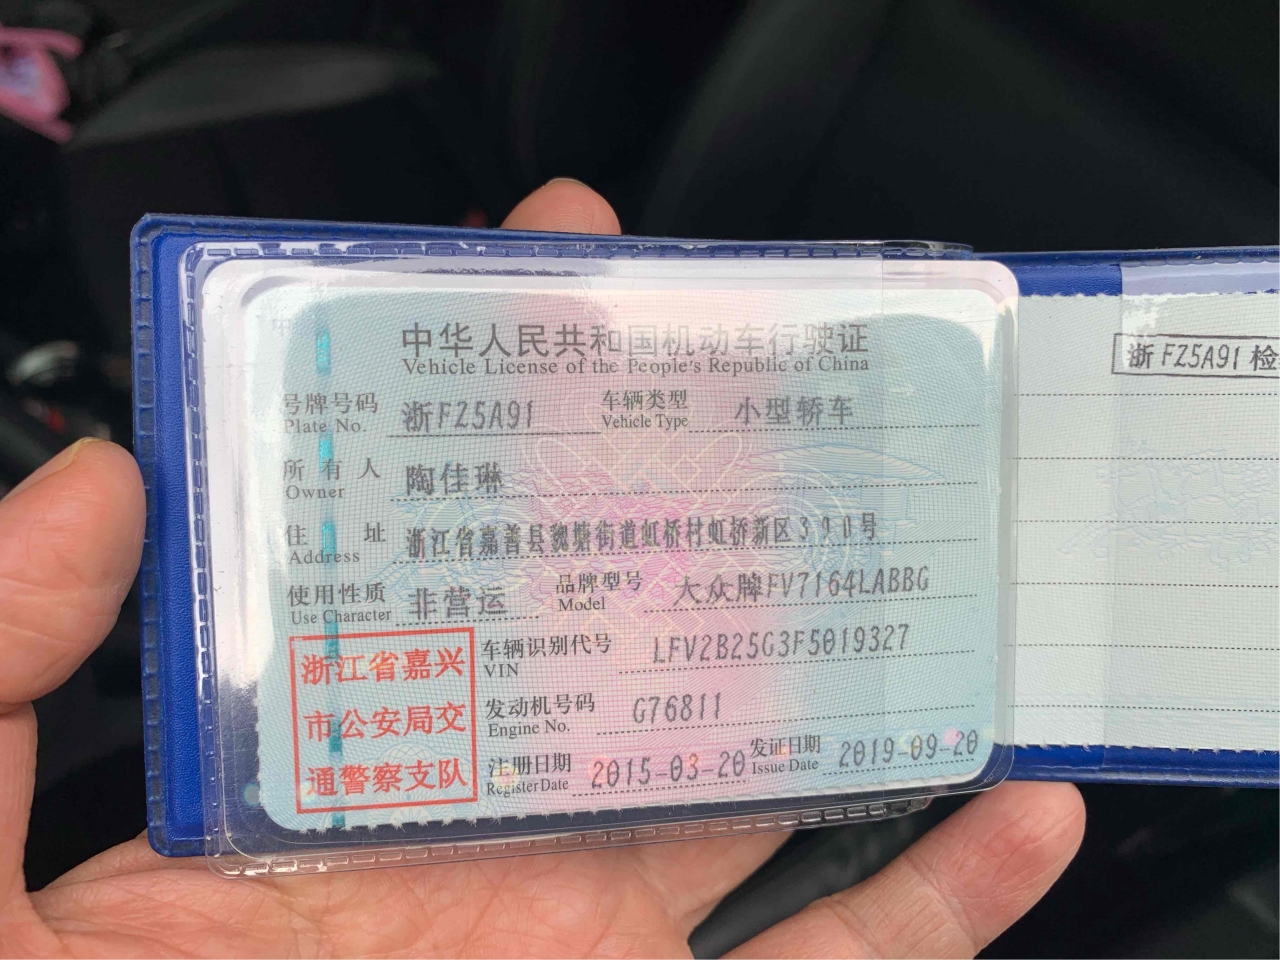 中华人民共和国机动车行驶证
Vehicle License of the People's Republic of China
号牌号码 浙FZ5A91 车辆类型 小型轿车
Plate No. Vehicle Type
所有人 陶佳琳
Owner
住址 浙江省嘉善县魏塘街道虹桥村虹桥新区390号
Address
使用性质 非营运 品牌型号 大众牌FV7164LABBG
Use Character Model
车辆识别代号 LFV2B25G3F5019327
VIN
发动机号码 G76811
Engine No.
注册日期 2015-03-20 发证日期 2019-09-20
Register Date Issue Date
浙江省嘉兴
市公安局交
通警察支队
浙FZ5A91 检